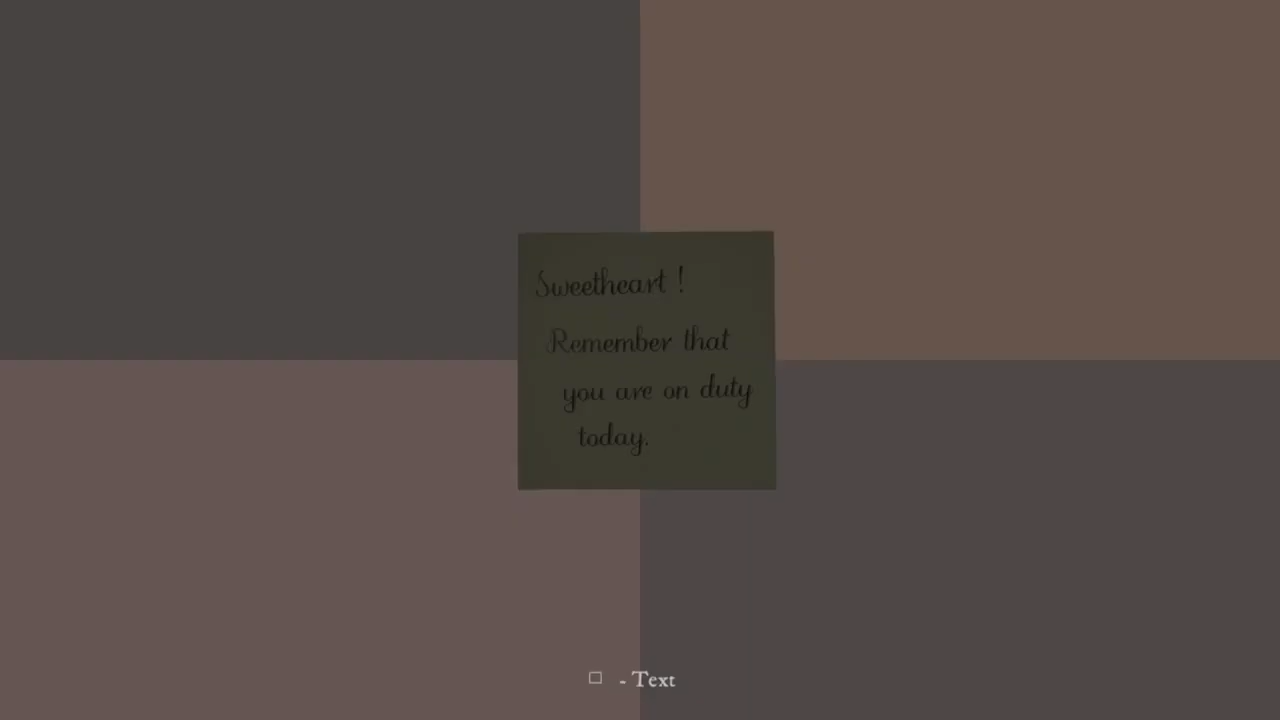 Sweetheart !
Remember that
you are on duty
today.
□ - Text